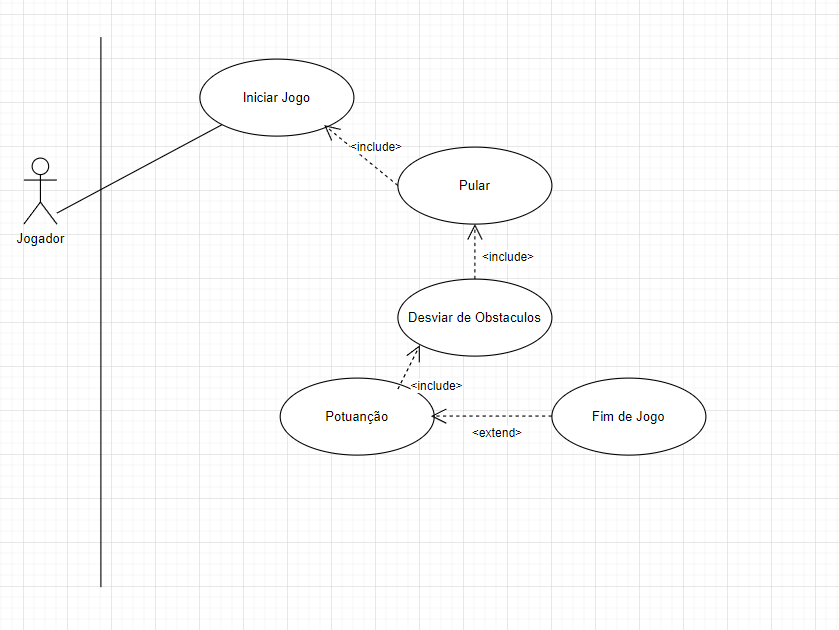 Iniciar Jogo
<include>
Pular
Jogador
<include>
Desviar de Obstaculos
<include>
Potuanção
Fim de Jogo
<extend>